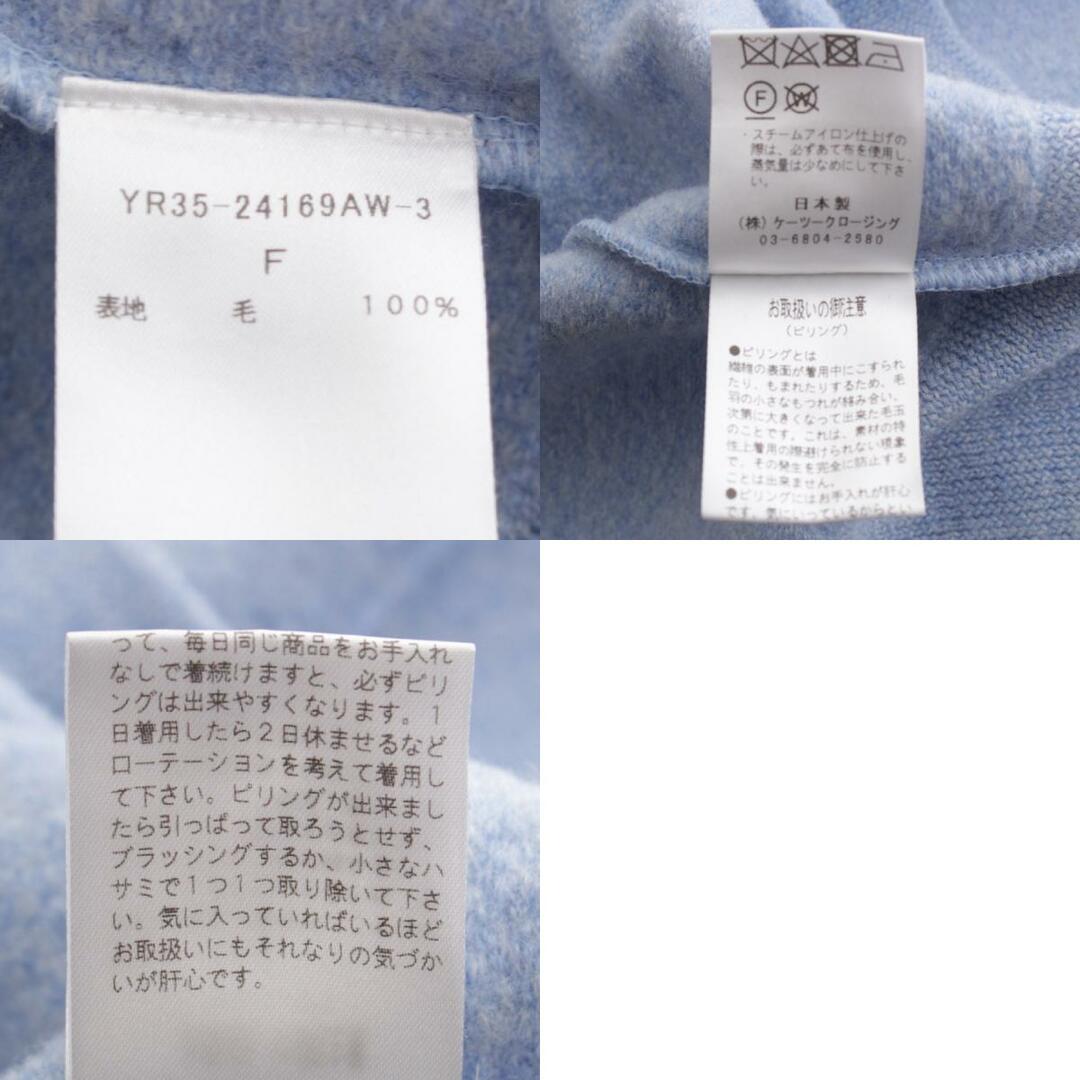 YR35-24169AW-3
F
表地 毛 100%
F
W
・スチームアイロン仕上げの
際は、必ずあて布を使用し、
蒸気量は少なめにして下さ
い。
日本製
(株)ケーツークロージング
03-6804-2580
お取扱いの御注意
(ピリング)
●ピリングとは
繊維の表面が着用中にこすられ
たり、もまれたりするため、毛
羽の小さなもつれが絡み合い、
次第に大きくなって出来た毛玉
のことです。これは、素材の特
性上着用の際避けられない現象
で、その発生を完全に防止する
ことは出来ません。
●ピリングにはお手入れが肝心
です。気にいっているからとい
って、毎日同じ商品をお手入れ
なしで着続けますと、必ずピリ
ングは出来やすくなります。1
日着用したら2日休ませるなど
ローテーションを考えて着用し
て下さい。ピリングが出来まし
たら引っぱって取ろうとせず、
ブラッシングするか、小さなハ
サミで1つ1つ取り除いて下さ
い。気に入っていればいるほど
お取扱いにもそれなりの気づか
いが肝心です。